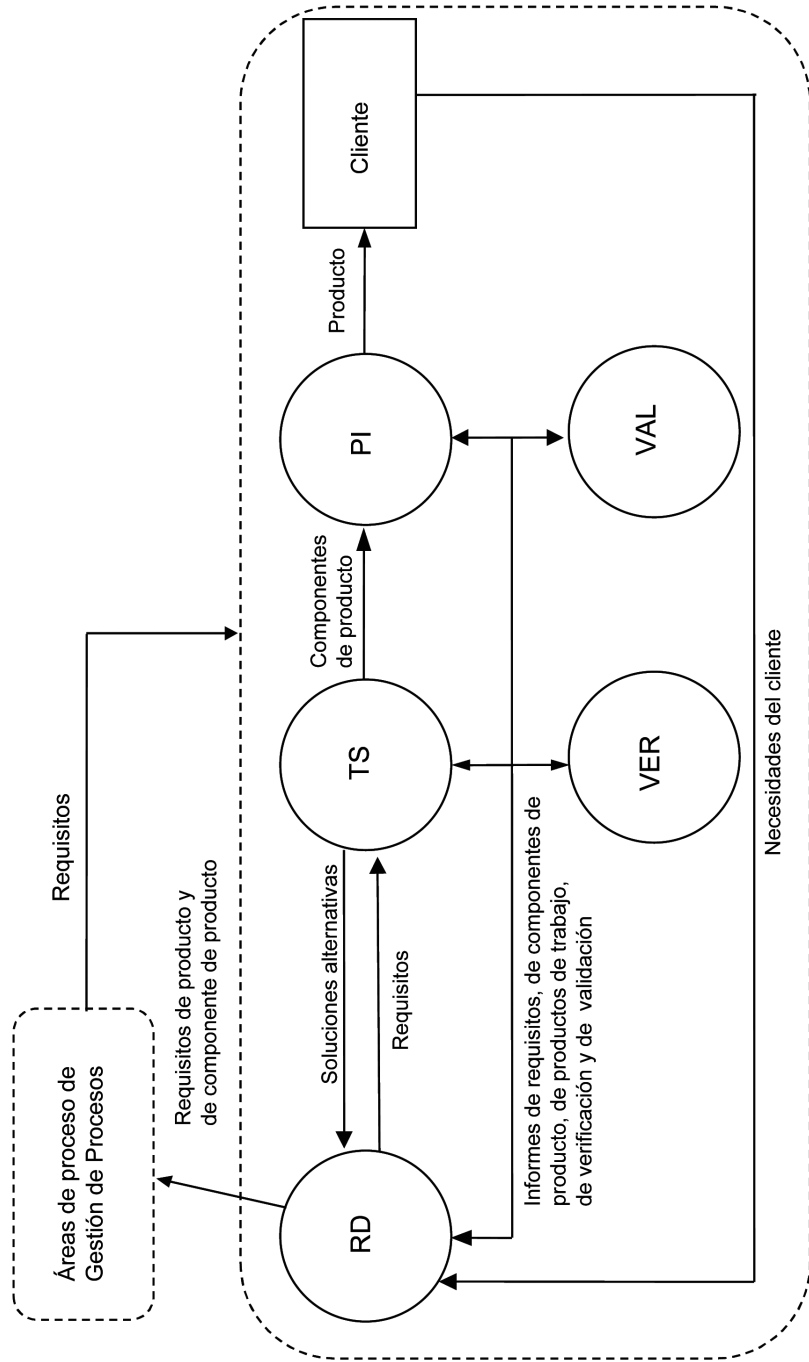 Áreas de proceso de
Gestión de Procesos
Requisitos
Requisitos de producto y
de componente de producto
RD
Soluciones alternativas
Requisitos
TS
Componentes
de producto
PI
Producto
Cliente
Informes de requisitos, de componentes de
producto, de productos de trabajo,
de verificación y de validación
VER
VAL
Necesidades del cliente